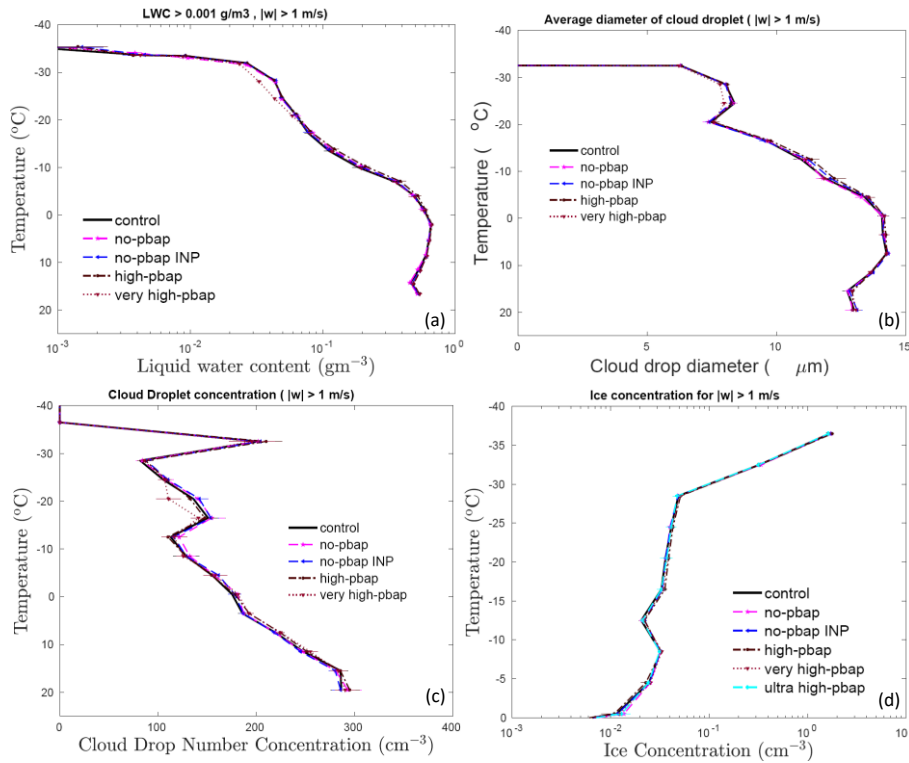 LWC > 0.001 g/m3 , |w| > 1 m/s)
-40
-30
-20
-10
0
10
20
Temperature (°C)
control
no-pbap
no-pbap INP
high-pbap
very high-pbap
(a)
10⁻³ 10⁻² 10⁻¹ 10⁰
Liquid water content (gm⁻³)
Average diameter of cloud droplet ( |w| > 1 m/s)
-40
-30
-20
-10
0
10
20
Temperature ( °C)
control
no-pbap
no-pbap INP
high-pbap
very high-pbap
(b)
0 5 10 15
Cloud drop diameter ( μm)
Cloud Droplet concentration ( |w| > 1 m/s)
-40
-30
-20
-10
0
10
20
Temperature (°C)
control
no-pbap
no-pbap INP
high-pbap
very high-pbap
(c)
0 100 200 300 400
Cloud Drop Number Concentration (cm⁻³)
Ice concentration for |w| > 1 m/s
-40
-35
-30
-25
-20
-15
-10
-5
0
Temperature (°C)
control
no-pbap
no-pbap INP
high-pbap
very high-pbap
ultra high-pbap
(d)
10⁻³ 10⁻² 10⁻¹ 10⁰ 10
Ice Concentration (cm⁻³)